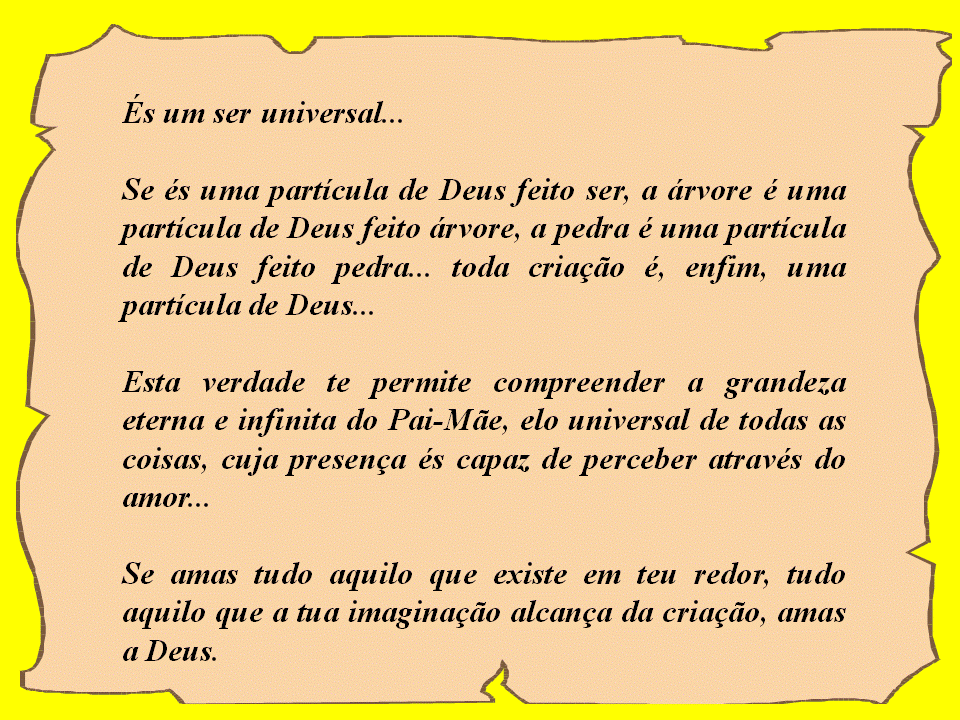 És um ser universal...
Se és uma partícula de Deus feito ser, a árvore é uma
partícula de Deus feito árvore, a pedra é uma partícula
de Deus feito pedra... toda criação é, enfim, uma
partícula de Deus...
Esta verdade te permite compreender a grandeza
eterna e infinita do Pai-Mãe, elo universal de todas as
coisas, cuja presença és capaz de perceber através do
amor...
Se amas tudo aquilo que existe em teu redor, tudo
aquilo que a tua imaginação alcança da criação, amas
a Deus.